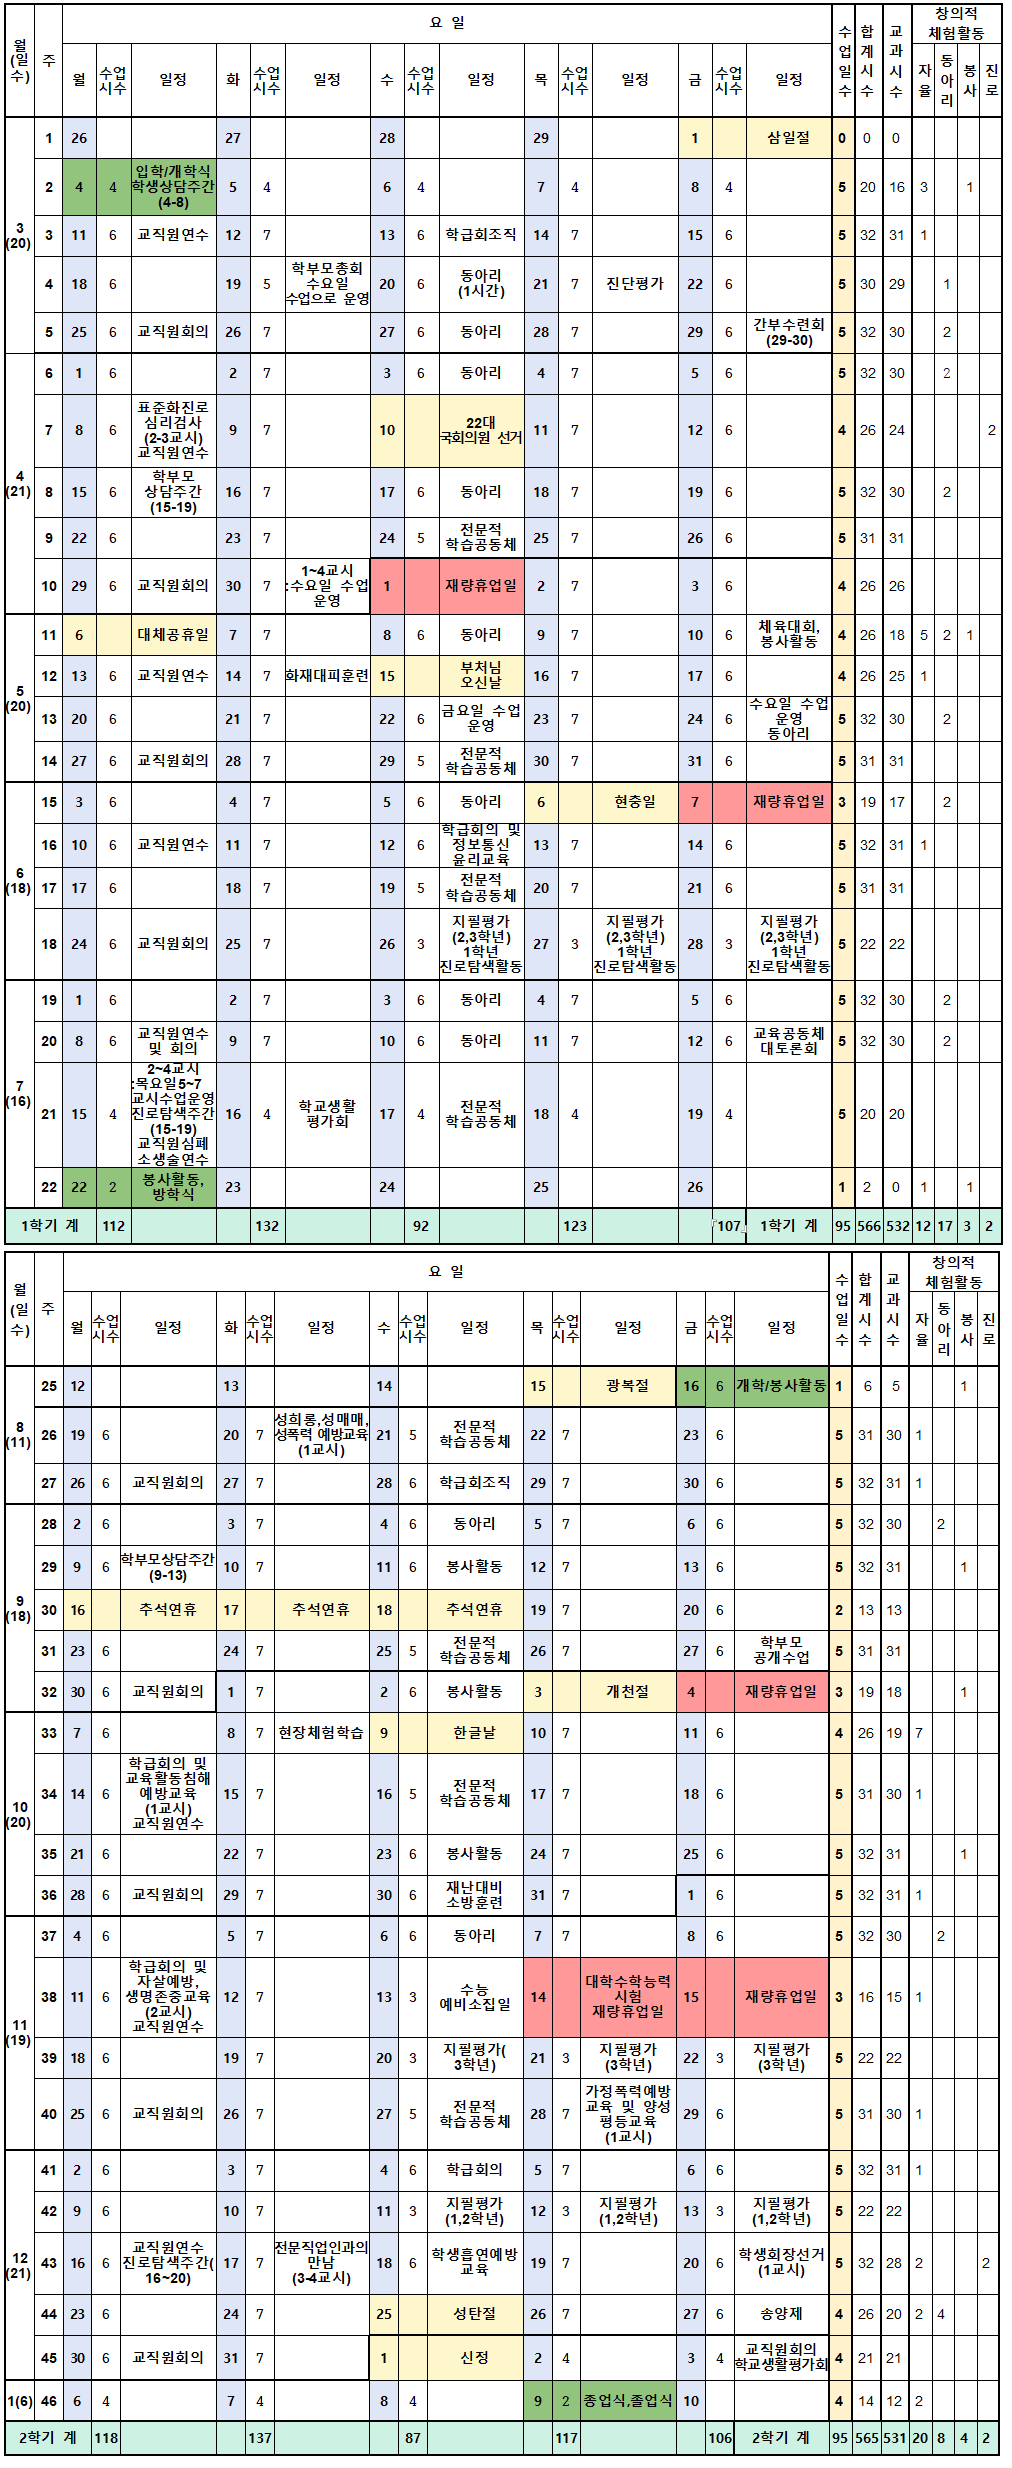 월(일수) 주 요 일 수업일수 합계시수 교과시수 창의적 체험활동
월 수업시수 일정 화 수업시수 일정 수 수업시수 일정 목 수업시수 일정 금 수업시수 일정 자율 동아리 봉사 진로
3(20) 1 26 27 28 29 1 삼일절 0 0 0
2 4 4 입학/개학식 학생상담주간 (4-8) 5 4 6 4 7 4 8 4 5 20 16 3 1
3 11 6 교직원연수 12 7 13 6 학급회조직 14 7 15 6 5 32 31 1
4 18 6 19 5 학부모총회 수요일 수업으로 운영 20 6 동아리 (1시간) 21 7 진단평가 22 6 5 30 29 1
5 25 6 교직원회의 26 7 27 6 동아리 28 7 29 6 간부수련회 (29-30) 5 32 30 2
4(21) 6 1 6 2 7 3 6 동아리 4 7 5 6 5 32 30 2
7 8 6 표준화진로 심리검사 (2-3교시) 교직원연수 9 7 10 22대 국회의원 선거 11 7 12 6 4 26 24 2
8 15 6 학부모 상담주간 (15-19) 16 7 17 6 동아리 18 7 19 6 5 32 30 2
9 22 6 23 7 24 5 전문적 학습공동체 25 7 26 6 5 31 31
10 29 6 교직원회의 30 7 1~4교시 :수요일 수업 운영 1 재량휴업일 2 7 3 6 4 26 26
5(20) 11 6 대체공휴일 7 7 8 6 동아리 9 7 10 6 체육대회, 봉사활동 4 26 18 5 2 1
12 13 6 교직원연수 14 7 화재대피훈련 15 부처님 오신날 16 7 17 6 4 26 25 1
13 20 6 21 7 22 6 금요일 수업 운영 23 7 24 6 수요일 수업 운영 동아리 5 32 30 2
14 27 6 교직원회의 28 7 29 5 전문적 학습공동체 30 7 31 6 5 31 31
6(18) 15 3 6 4 7 5 6 동아리 6 현충일 7 재량휴업일 3 19 17 2
16 10 6 교직원연수 11 7 12 6 학급회의 및 정보통신 윤리교육 13 7 14 6 5 32 31 1
17 17 6 18 7 19 5 전문적 학습공동체 20 7 21 6 5 31 31
18 24 6 교직원회의 25 7 26 3 지필평가 (2,3학년) 1학년 진로탐색활동 27 3 지필평가 (2,3학년) 1학년 진로탐색활동 28 3 지필평가 (2,3학년) 1학년 진로탐색활동 5 22 22
7(16) 19 1 6 2 7 3 6 동아리 4 7 5 6 5 32 30 2
20 8 6 교직원연수 및 회의 9 7 10 6 동아리 11 7 12 6 교육공동체 대토론회 5 32 30 2
21 15 4 2~4교시 :목요일5~7 교시수업운영 진로탐색주간 (15-19) 교직원심폐 소생술연수 16 4 학교생활 평가회 17 4 전문적 학습공동체 18 4 19 4 5 20 20
22 22 2 봉사활동, 방학식 23 24 25 26 1 2 0 1 1
1학기 계 112 132 92 123 107 1학기 계 95 566 532 12 17 3 2
월(일수) 주 요 일 수업일수 합계시수 교과시수 창의적 체험활동
월 수업시수 일정 화 수업시수 일정 수 수업시수 일정 목 수업시수 일정 금 수업시수 일정 자율 동아리 봉사 진로
8(11) 25 12 13 14 15 광복절 16 6 개학/봉사활동 1 6 5 1
26 19 6 20 7 성희롱,성매매, 성폭력 예방교육 (1교시) 21 5 전문적 학습공동체 22 7 23 6 5 31 30 1
27 26 6 교직원회의 27 7 28 6 학급회조직 29 7 30 6 5 32 31 1
9(18) 28 2 6 3 7 4 6 동아리 5 7 6 6 5 32 30 2
29 9 6 학부모상담주간 (9-13) 10 7 11 6 봉사활동 12 7 13 6 5 32 31 1
30 16 추석연휴 17 추석연휴 18 추석연휴 19 7 20 6 2 13 13
31 23 6 24 7 25 5 전문적 학습공동체 26 7 27 6 학부모 공개수업 5 31 31
32 30 6 교직원회의 1 7 2 6 봉사활동 3 개천절 4 재량휴업일 3 19 18 1
10(20) 33 7 6 8 7 현장체험학습 9 한글날 10 7 11 6 4 26 19 7
34 14 6 학급회의 및 교육활동침해 예방교육 (1교시) 교직원연수 15 7 16 5 전문적 학습공동체 17 7 18 6 5 31 30 1
35 21 6 22 7 23 6 봉사활동 24 7 25 6 5 32 31 1
36 28 6 교직원회의 29 7 30 6 재난대비 소방훈련 31 7 1 6 5 32 31 1
11(19) 37 4 6 5 7 6 6 동아리 7 7 8 6 5 32 30 2
38 11 6 학급회의 및 자살예방, 생명존중교육 (2교시) 교직원연수 12 7 13 3 수능 예비소집일 14 대학수학능력 시험 재량휴업일 15 재량휴업일 3 16 15 1
39 18 6 19 7 20 3 지필평가( 3학년) 21 3 지필평가 (3학년) 22 3 지필평가 (3학년) 5 22 22
40 25 6 교직원회의 26 7 27 5 전문적 학습공동체 28 7 가정폭력예방 교육 및 양성 평등교육 (1교시) 29 6 5 31 30 1
12(21) 41 2 6 3 7 4 6 학급회의 5 7 6 6 5 32 31 1
42 9 6 10 7 11 3 지필평가 (1,2학년) 12 3 지필평가 (1,2학년) 13 3 지필평가 (1,2학년) 5 22 22
43 16 6 교직원연수 진로탐색주간( 16~20) 17 7 전문직업인과의 만남 (3-4교시) 18 6 학생흡연예방 교육 19 7 20 6 학생회장선거 (1교시) 5 32 28 2 2
44 23 6 24 7 25 성탄절 26 7 27 6 송양제 4 26 20 2 4
45 30 6 교직원회의 31 7 1 신정 2 4 3 4 교직원회의 학교생활평가회 4 21 21
1(6) 46 6 4 7 4 8 4 9 2 종업식,졸업식 10 4 14 12 2
2학기 계 118 137 87 117 106 2학기 계 95 565 531 20 8 4 2